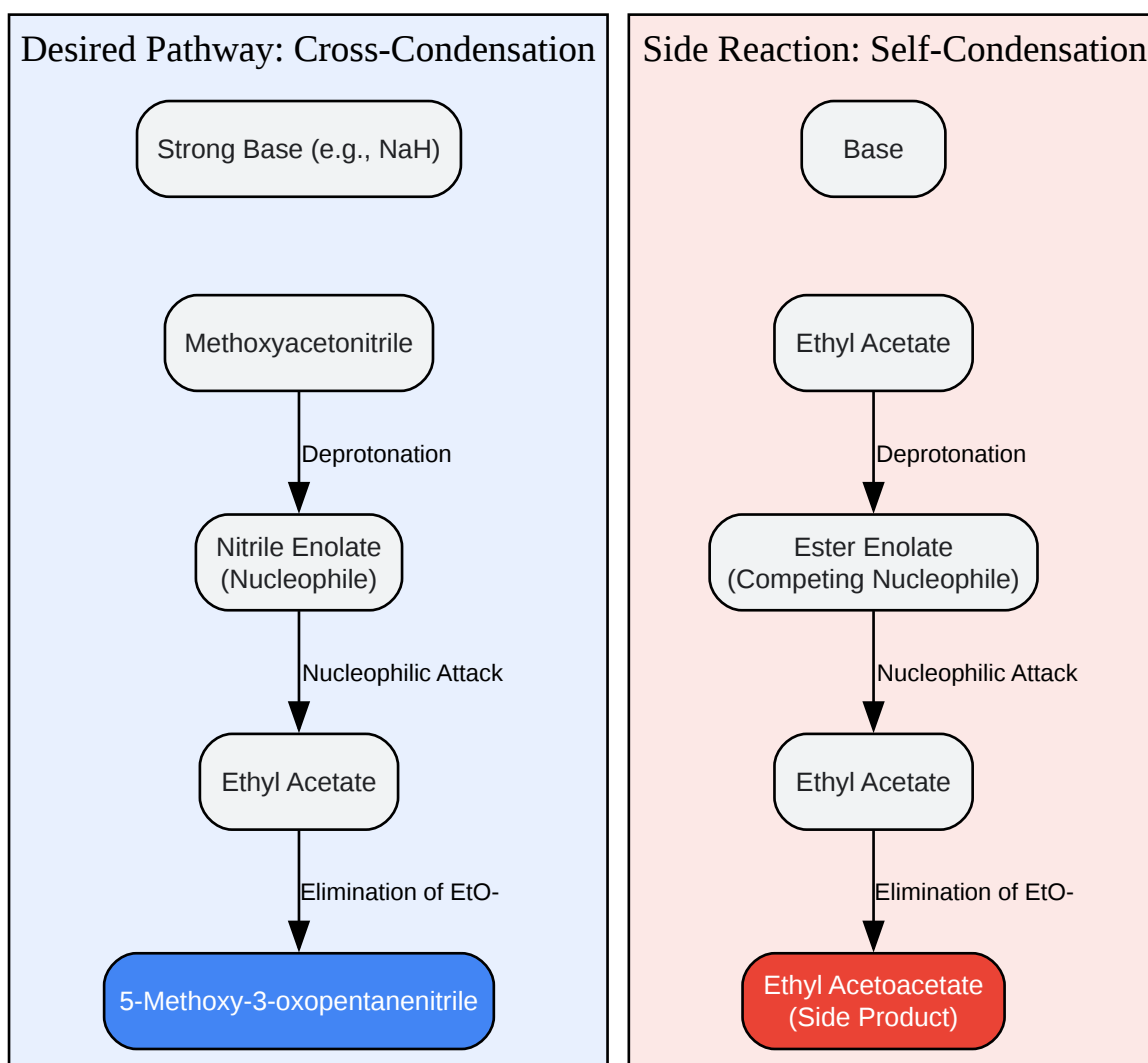 Desired Pathway: Cross-Condensation
Strong Base (e.g., NaH)
Methoxyacetonitrile
Deprotonation
Nitrile Enolate
(Nucleophile)
Nucleophilic Attack
Ethyl Acetate
Elimination of EtO-
5-Methoxy-3-oxopentanenitrile
Side Reaction: Self-Condensation
Base
Ethyl Acetate
Deprotonation
Ester Enolate
(Competing Nucleophile)
Nucleophilic Attack
Ethyl Acetate
Elimination of EtO-
Ethyl Acetoacetate
(Side Product)